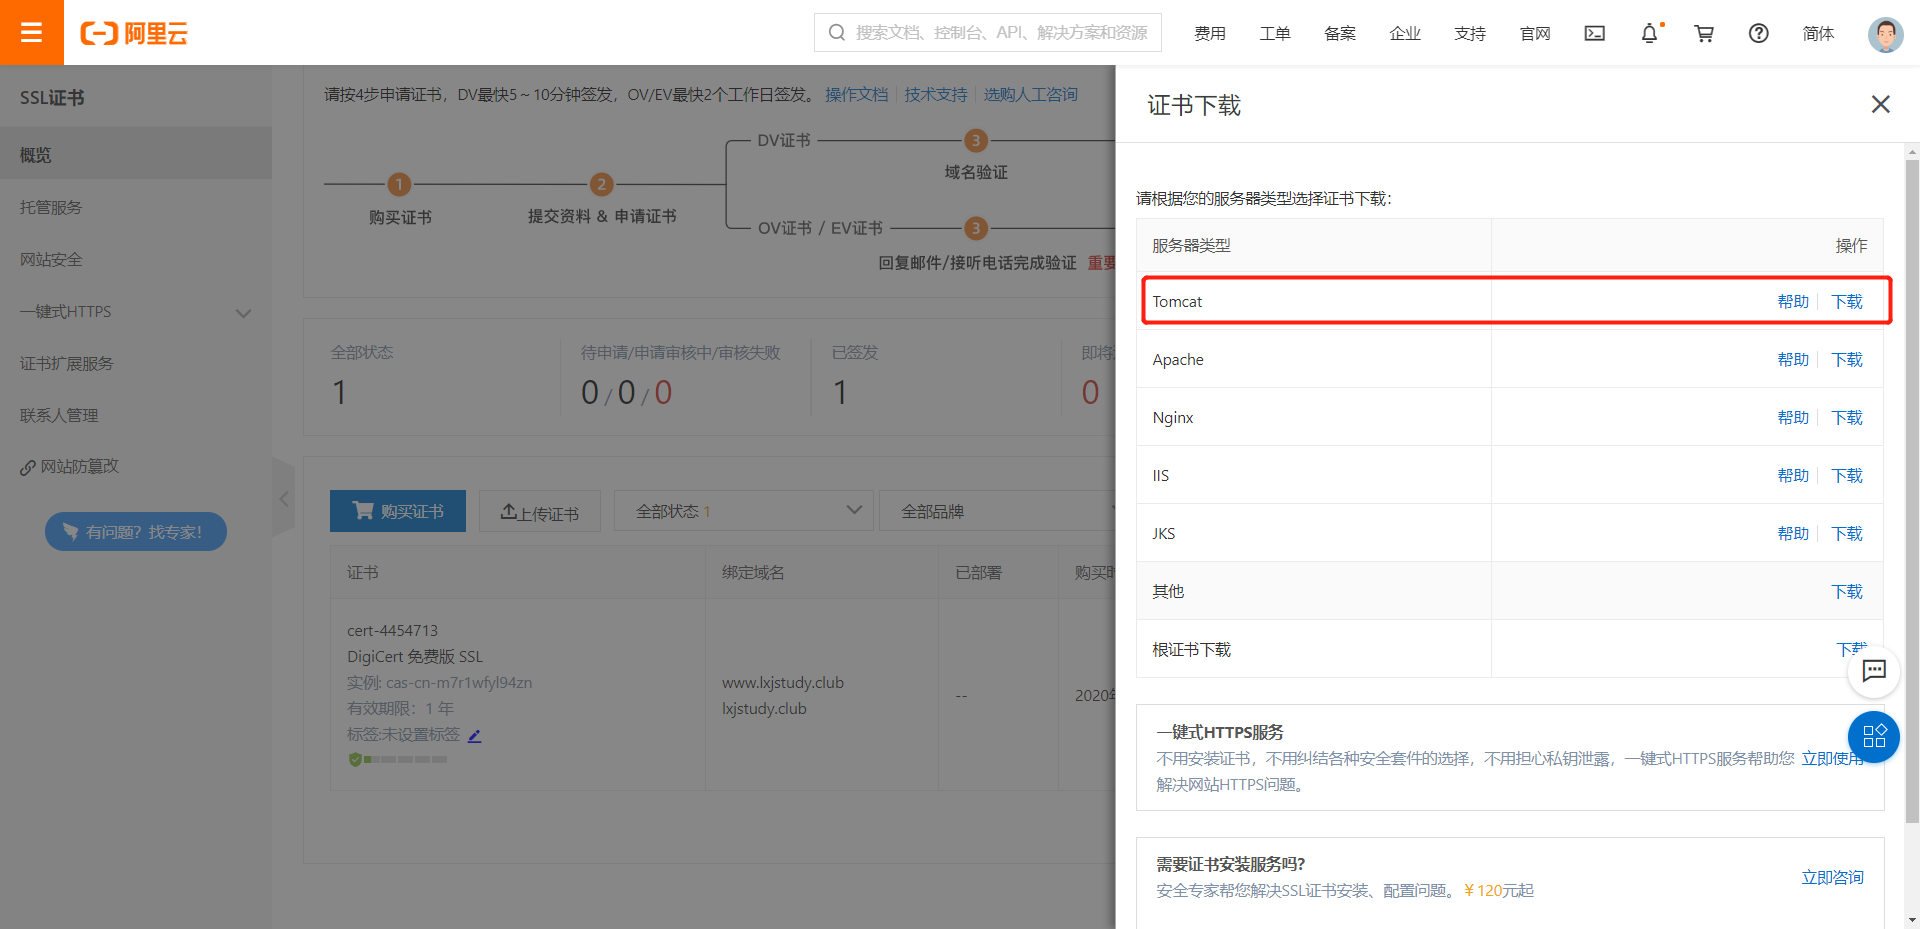 阿里云
搜索文档、控制台、API、解决方案和资源
费用
工单
备案
企业
支持
官网
简体
SSL证书
概览
托管服务
网站安全
一键式HTTPS
证书扩展服务
联系人管理
网站防篡改
有问题？找专家！
请按4步申请证书，DV最快5～10分钟签发，OV/EV最快2个工作日签发。 操作文档 技术支持 选购人工咨询
DV证书
3
域名验证
1
购买证书
2
提交资料 & 申请证书
OV证书 / EV证书
3
回复邮件/接听电话完成验证 重要
全部状态
1
待申请/申请审核中/审核失败
0 / 0 / 0
已签发
1
即将
0
购买证书
上传证书
全部状态 1
全部品牌
证书
绑定域名
已部署
购买时
cert-4454713
DigiCert 免费版 SSL
实例: cas-cn-m7r1wfyl94zn
有效期限：1 年
标签:未设置标签
www.lxjstudy.club
lxjstudy.club
--
2020年
证书下载
请根据您的服务器类型选择证书下载：
服务器类型 操作
Tomcat 帮助 下载
Apache 帮助 下载
Nginx 帮助 下载
IIS 帮助 下载
JKS 帮助 下载
其他 下载
根证书下载 下载
一键式HTTPS服务
不用安装证书，不用纠结各种安全套件的选择，不用担心私钥泄露，一键式HTTPS服务帮助您 立即使用
解决网站HTTPS问题。
需要证书安装服务吗?
安全专家帮您解决SSL证书安装、配置问题。￥120元起
立即咨询